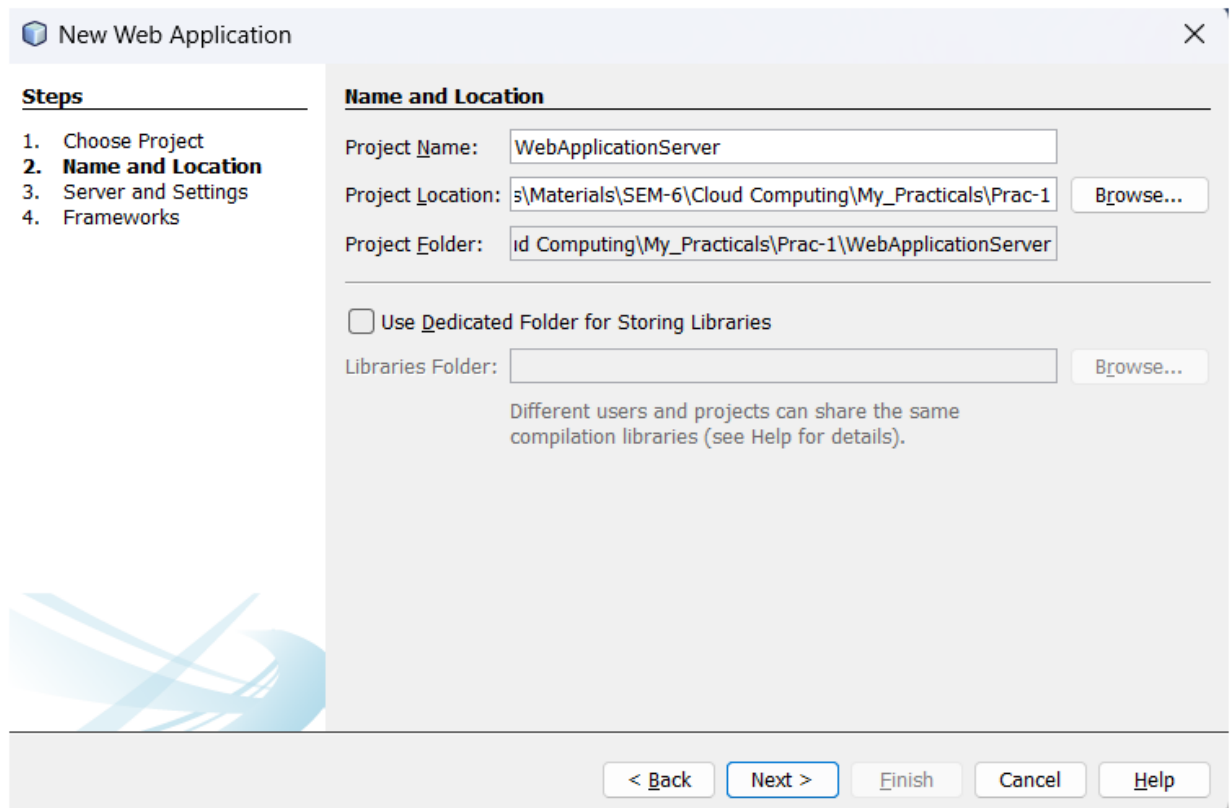 New Web Application
Steps
1. Choose Project
2. Name and Location
3. Server and Settings
4. Frameworks
Name and Location
Project Name: WebApplicationServer
Project Location: s\Materials\SEM-6\Cloud Computing\My_Practicals\Prac-1 Browse...
Project Folder: ud Computing\My_Practicals\Prac-1\WebApplicationServer
Use Dedicated Folder for Storing Libraries
Libraries Folder: Browse...
Different users and projects can share the same
compilation libraries (see Help for details).
< Back Next > Finish Cancel Help